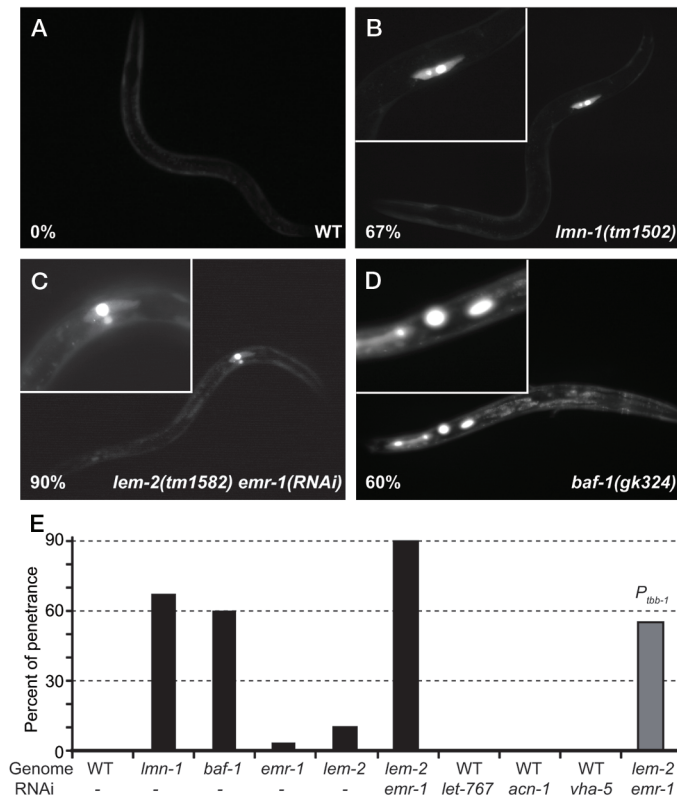 A
0%
WT
B
67%
lmn-1(tm1502)
C
90%
lem-2(tm1582) emr-1(RNAi)
D
60%
baf-1(gk324)
E
Percent of penetrance
90
60
30
0
P tbb-1
Genome WT lmn-1 baf-1 emr-1 lem-2 lem-2 WT WT WT lem-2
RNAi - - - - - emr-1 let-767 acn-1 vha-5 emr-1